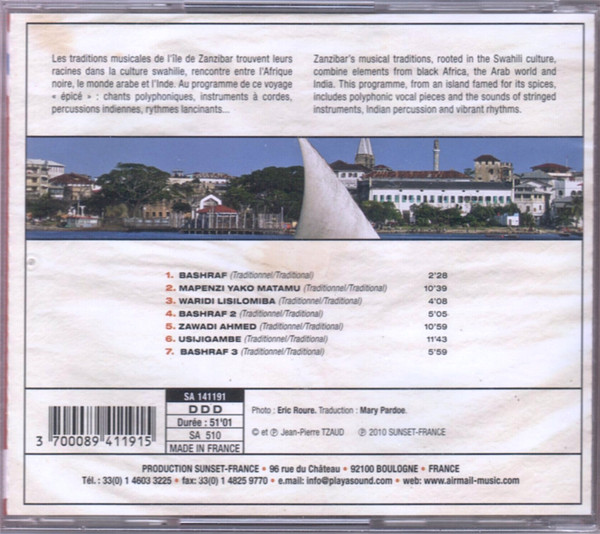 Les traditions musicales de l'île de Zanzibar trouvent leurs
racines dans la culture swahilie, rencontre entre l'Afrique
noire, le monde arabe et l'Inde. Au programme de ce voyage
« épicé » : chants polyphoniques, instruments à cordes,
percussions indiennes, rythmes lancinants...
Zanzibar's musical traditions, rooted in the Swahili culture,
combine elements from black Africa, the Arab world and
India. This programme, from an island famed for its spices,
includes polyphonic vocal pieces and the sounds of stringed
instruments, Indian percussion and vibrant rhythms.
1. BASHRAF (Traditionnel/Traditional) 2'28
2. MAPENZI YAKO MATAMU (Traditionnel/Traditional) 10'39
3. WARIDI LISILOMIBA (Traditionnel/Traditional) 4'08
4. BASHRAF 2 (Traditionnel/Traditional) 5'05
5. ZAWADI AHMED (Traditionnel/Traditional) 10'59
6. USIJIGAMBE (Traditionnel/Traditional) 11'43
7. BASHRAF 3 (Traditionnel/Traditional) 5'59
3 700089 411915
SA 141191
DDD
Durée : 51'01
SA 510
MADE IN FRANCE
Photo : Eric Roure. Traduction : Mary Pardoe.
© et ℗ Jean-Pierre TZAUD • ℗ 2010 SUNSET-FRANCE
PRODUCTION SUNSET-FRANCE • 96 rue du Château • 92100 BOULOGNE • FRANCE
Tél. : 33(0) 1 4603 3225 • fax: 33(0) 1 4825 9770 • e.mail: info@playasound.com • web: www.airmail-music.com